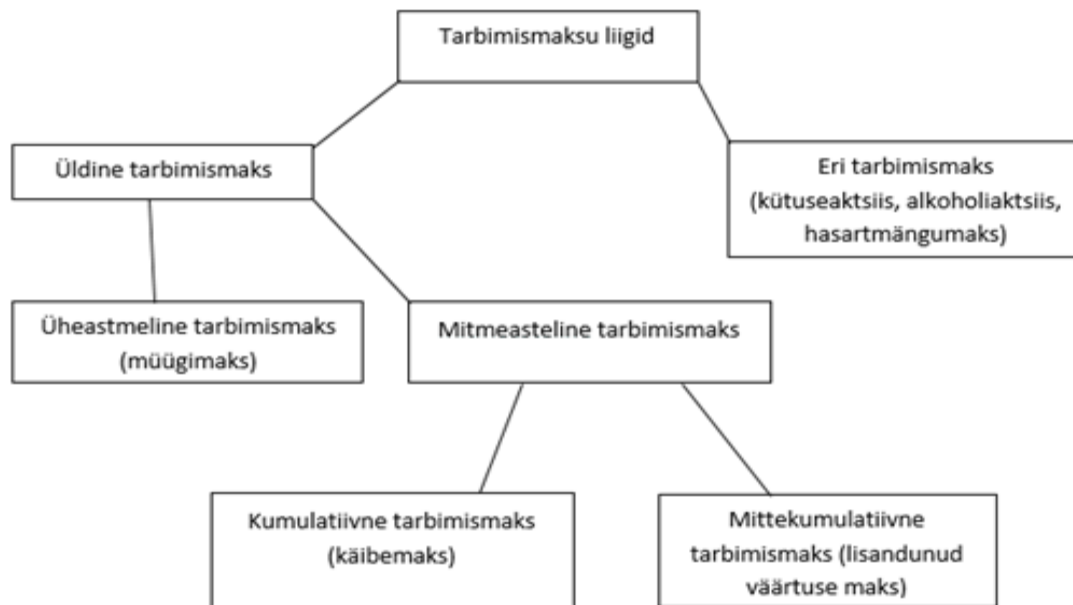 Tarbimismaksu liigid
Üldine tarbimismaks
Eri tarbimismaks
(kütuseaktsiis, alkoholiaktsiis,
hasartmängumaks)
Üheastmeline tarbimismaks
(müügimaks)
Mitmeasteline tarbimismaks
Kumulatiivne tarbimismaks
(käibemaks)
Mittekumulatiivne
tarbimismaks (lisandunud
väärtuse maks)